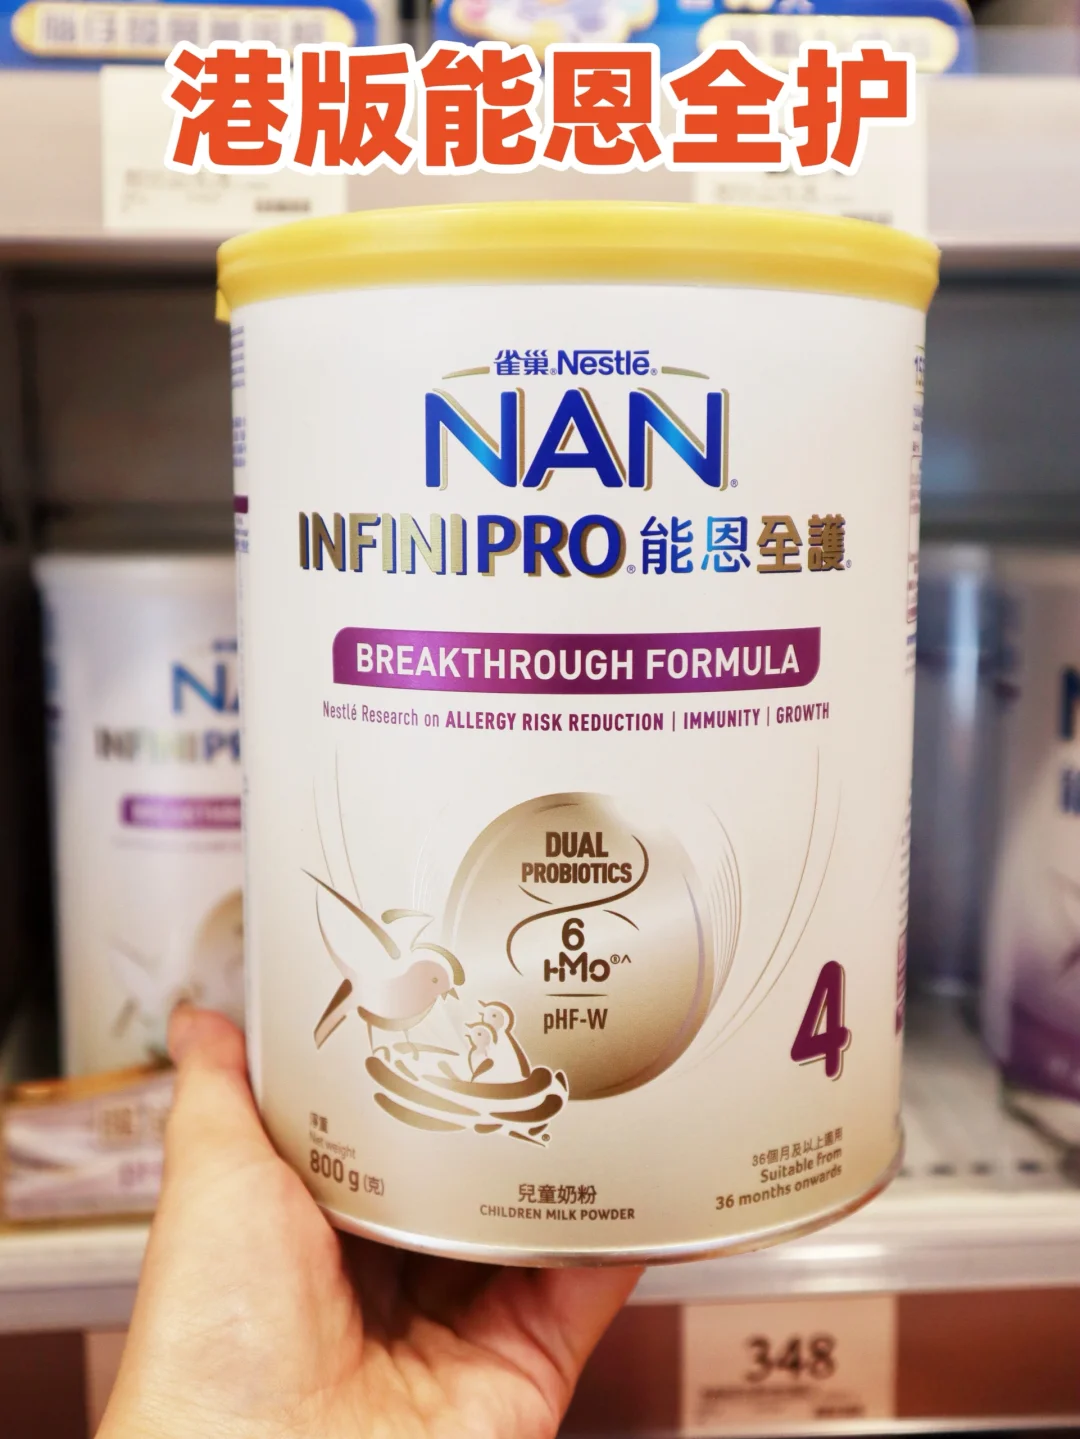 港版能恩全护
雀巢® Nestlé®
NAN®
INFINIPRO® 能恩全護®
BREAKTHROUGH FORMULA
Nestlé Research on ALLERGY RISK REDUCTION | IMMUNITY | GROWTH
DUAL
PROBIOTICS
6
HMO®^
pHF-W
4
淨重
Net weight
800 g (克)
36個月及以上適用
Suitable from
36 months onwards
兒童奶粉
CHILDREN MILK POWDER
348